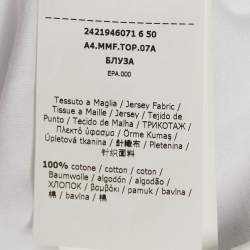 2421946071 6 50
A4.MMF.TOP.07A
БЛУЗА
EPA.000
Tessuto a Maglia / Jersey Fabric /
Tissue a Maille / Jersey / Tejido de
Punto / Tecido de Malha / ТРИКОТАЖ /
Πλεκτό ύφασμα / Örme Kumaş /
Úpletová tkanina / 針織布 / Pletenina /
针织面料
100% cotone / cotton / coton /
Baumwolle / algodón / algodão /
ХЛОПОК / βαμβάκι / pamuk / bavlna /
棉 / bavlna / 棉